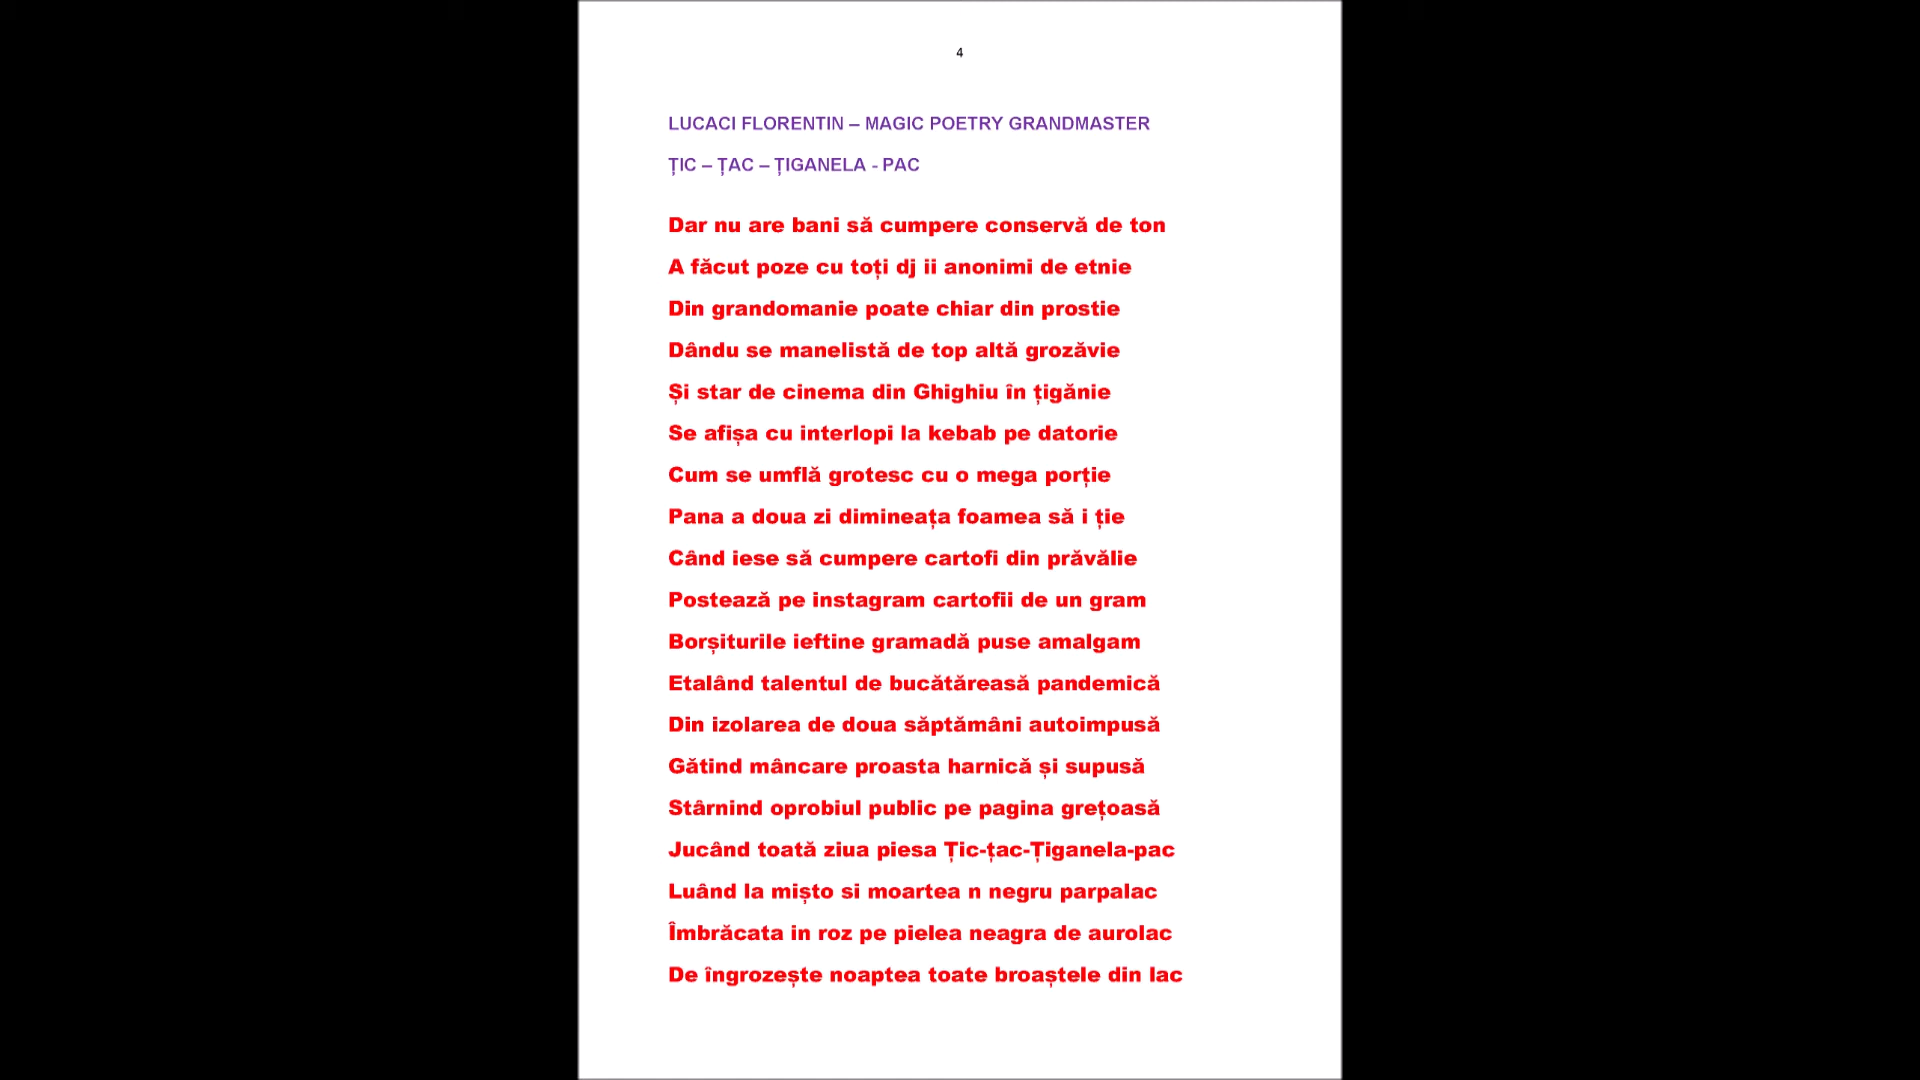 4
LUCACI FLORENTIN – MAGIC POETRY GRANDMASTER
ȚIC – ȚAC – ȚIGANELA - PAC
Dar nu are bani să cumpere conservă de ton
A făcut poze cu toți dj ii anonimi de etnie
Din grandomanie poate chiar din prostie
Dându se manelistă de top altă grozăvie
Și star de cinema din Ghighiu în țigănie
Se afișa cu interlopi la kebab pe datorie
Cum se umflă grotesc cu o mega porție
Pana a doua zi dimineața foamea să i ție
Când iese să cumpere cartofi din prăvălie
Postează pe instagram cartofii de un gram
Borșiturile ieftine gramadă puse amalgam
Etalând talentul de bucătăreasă pandemică
Din izolarea de doua săptămâni autoimpusă
Gătind mâncare proasta harnică și supusă
Stârnind oprobiul public pe pagina grețoasă
Jucând toată ziua piesa Țic-țac-Țiganela-pac
Luând la mișto si moartea n negru parpalac
Îmbrăcata in roz pe pielea neagra de aurolac
De îngrozește noaptea toate broaștele din lac